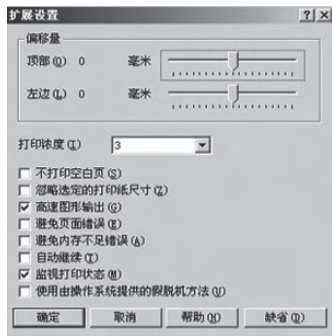 扩展设置
偏移量
顶部(O) 0 毫米
左边(L) 0 毫米
打印浓度(I) 3
不打印空白页(S)
忽略选定的打印纸尺寸(Z)
高速图形输出(G)
避免页面错误(E)
避免内存不足错误(A)
自动继续(T)
监视打印状态(M)
使用由操作系统提供的假脱机方法(U)
确定 取消 帮助(H) 缺省(D)